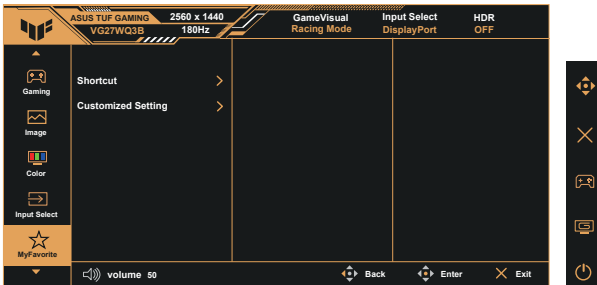 ASUS TUF GAMING 2560 x 1440
VG27WQ3B 180Hz
GameVisual Input Select HDR
Racing Mode DisplayPort OFF
Gaming
Image
Color
Input Select
MyFavorite
Shortcut
Customized Setting
volume 50
Back Enter Exit